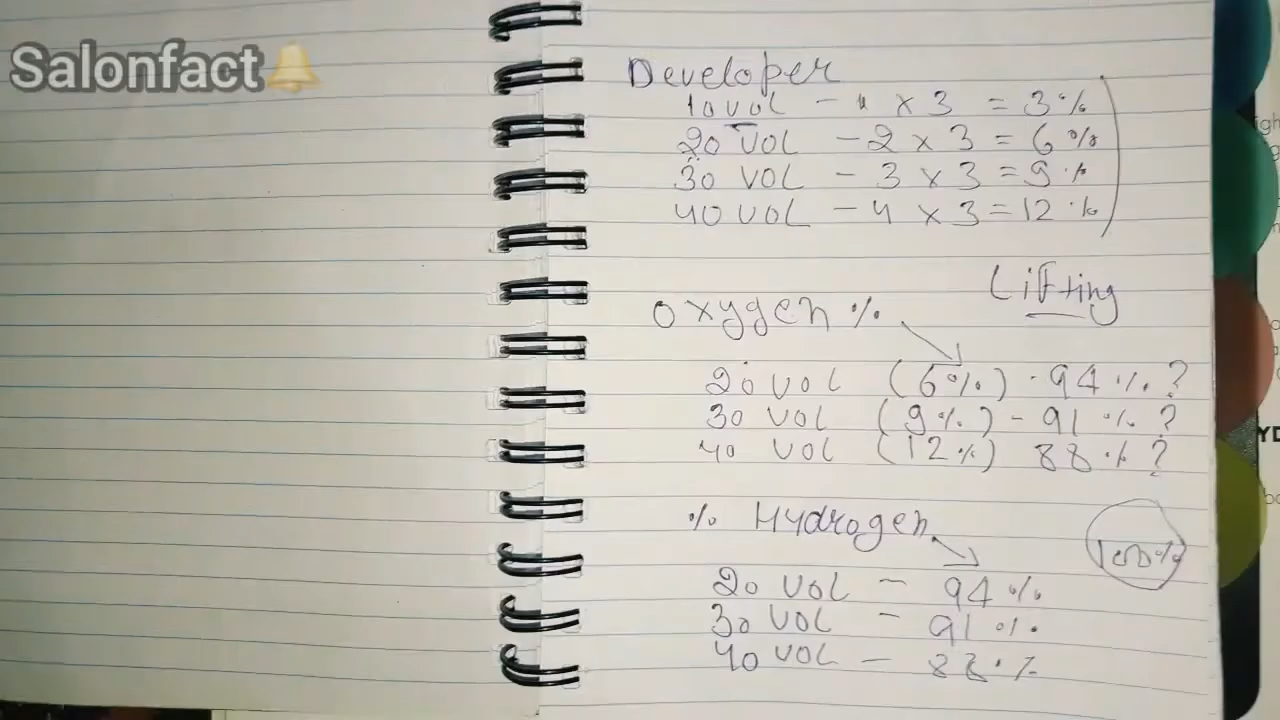 Salonfact
Developer
10 VOL - 1 x 3 = 3%
20 VOL - 2 x 3 = 6%
30 VOL - 3 x 3 = 9%
40 VOL - 4 x 3 = 12%
Lifting
Oxygen %
20 VOL (6%) - 94%?
30 VOL (9%) - 91%?
40 VOL (12%) 88%?
% Hydrogen
100%
20 VOL - 94%
30 VOL - 91%
40 VOL - 88%
YD